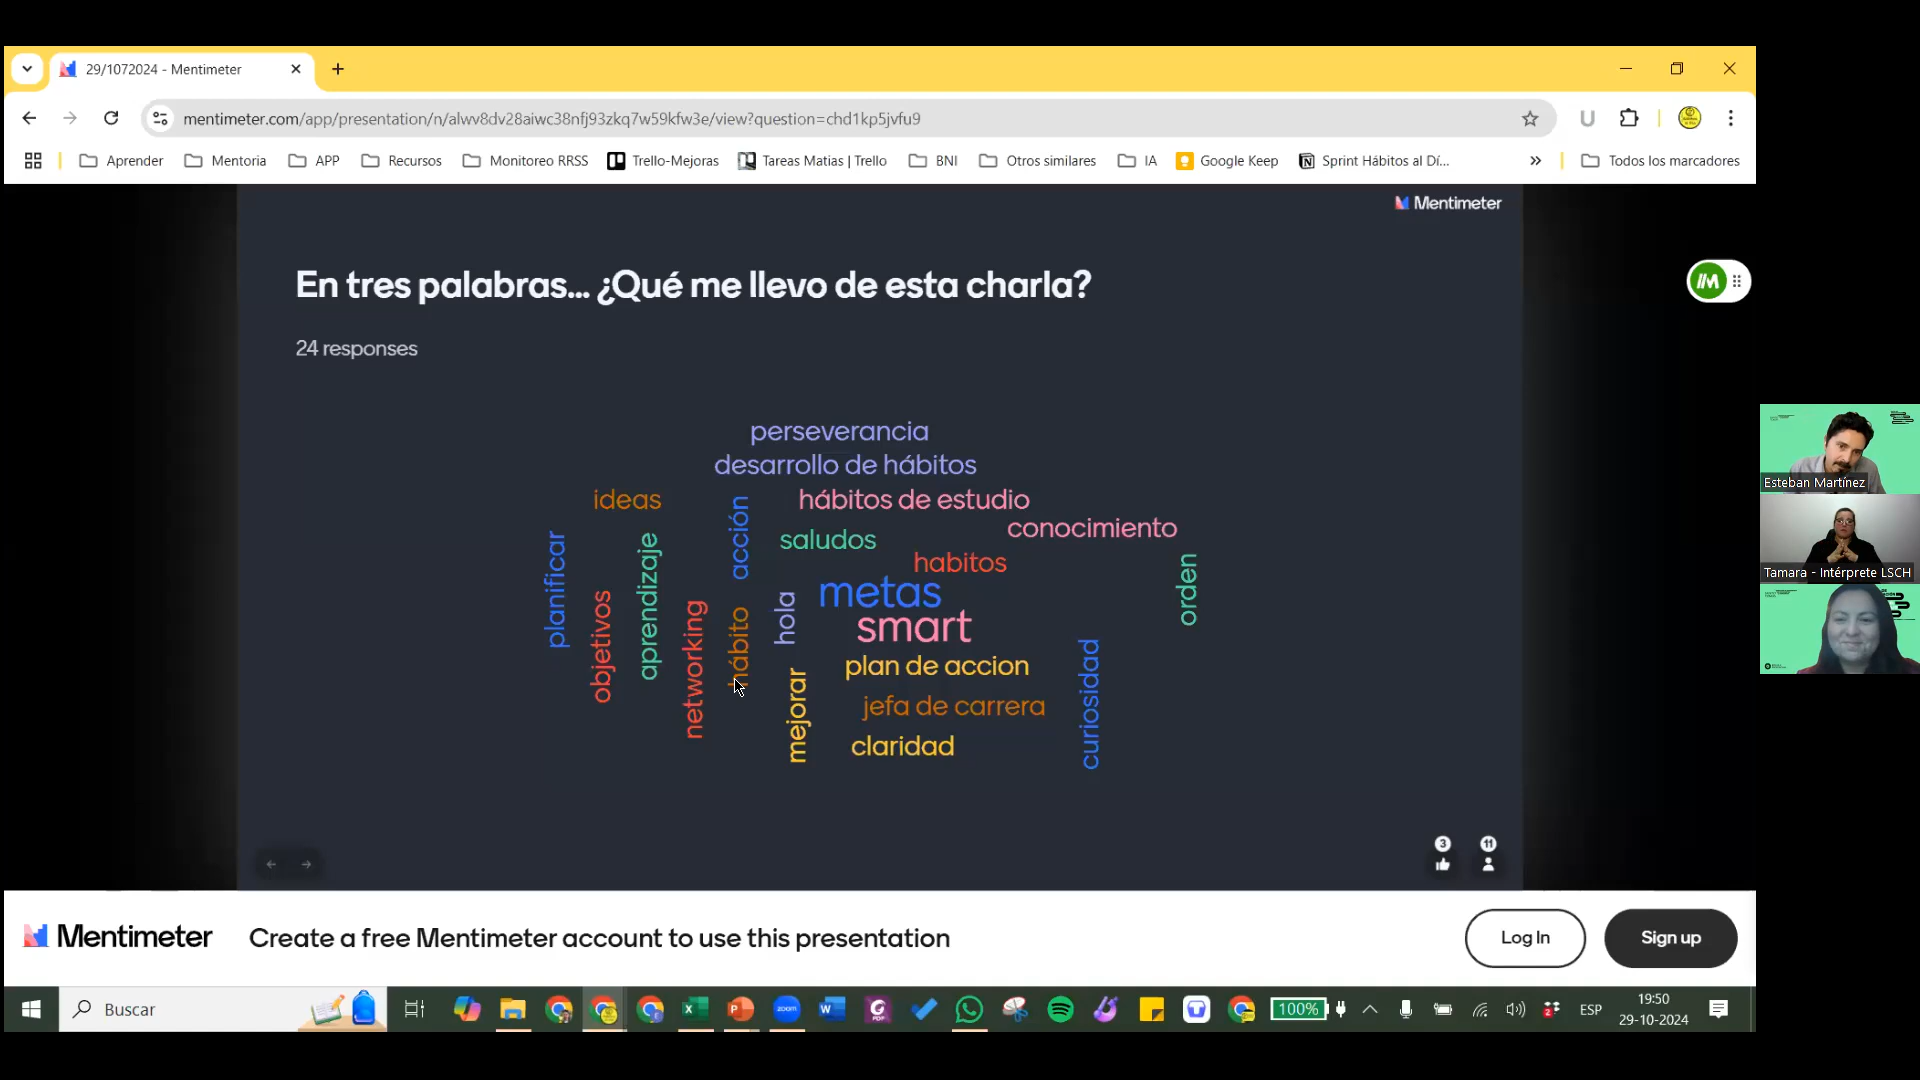 29/1072024 - Mentimeter
mentimeter.com/app/presentation/n/alwv8dv28aiwc38nfj93zkq7w59kfw3e/view?question=chd1kp5jvfu9
Aprender
Mentoria
APP
Recursos
Monitoreo RRSS
Trello-Mejoras
Tareas Matias | Trello
BNI
Otros similares
IA
Google Keep
Sprint Hábitos al Dí...
Todos los marcadores
Mentimeter
En tres palabras... ¿Qué me llevo de esta charla?
24 responses
perseverancia
desarrollo de hábitos
ideas
acción
hábitos de estudio
conocimiento
saludos
planificar
aprendizaje
habitos
orden
metas
objetivos
networking
hábito
hola
smart
plan de accion
curiosidad
mejorar
jefa de carrera
claridad
3
11
Esteban Martínez
Tamara - Intérprete LSCH
Mentimeter
Create a free Mentimeter account to use this presentation
Log In
Sign up
Buscar
zoom
100%
ESP
19:50
29-10-2024